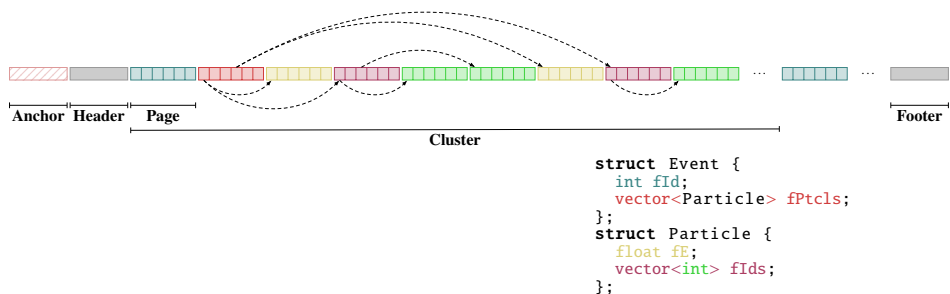 ... ...
Anchor Header Page Footer
Cluster
struct Event {
int fId;
vector<Particle> fPtcls;
};
struct Particle {
float fE;
vector<int> fIds;
};